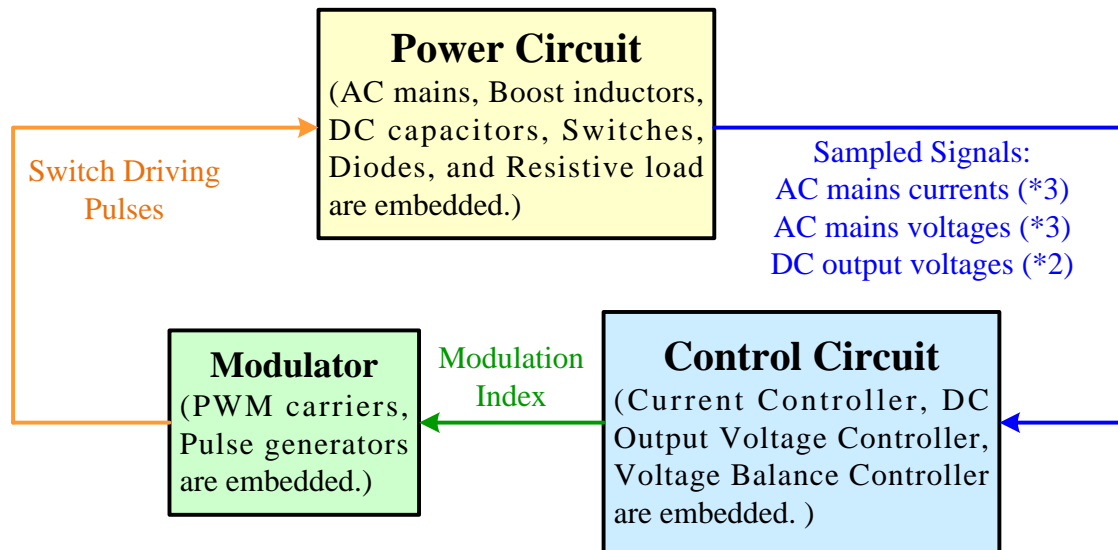 Power Circuit
(AC mains, Boost inductors,
DC capacitors, Switches,
Diodes, and Resistive load
are embedded.)
Switch Driving
Pulses
Sampled Signals:
AC mains currents (*3)
AC mains voltages (*3)
DC output voltages (*2)
Modulator
(PWM carriers,
Pulse generators
are embedded.)
Modulation
Index
Control Circuit
(Current Controller, DC
Output Voltage Controller,
Voltage Balance Controller
are embedded. )